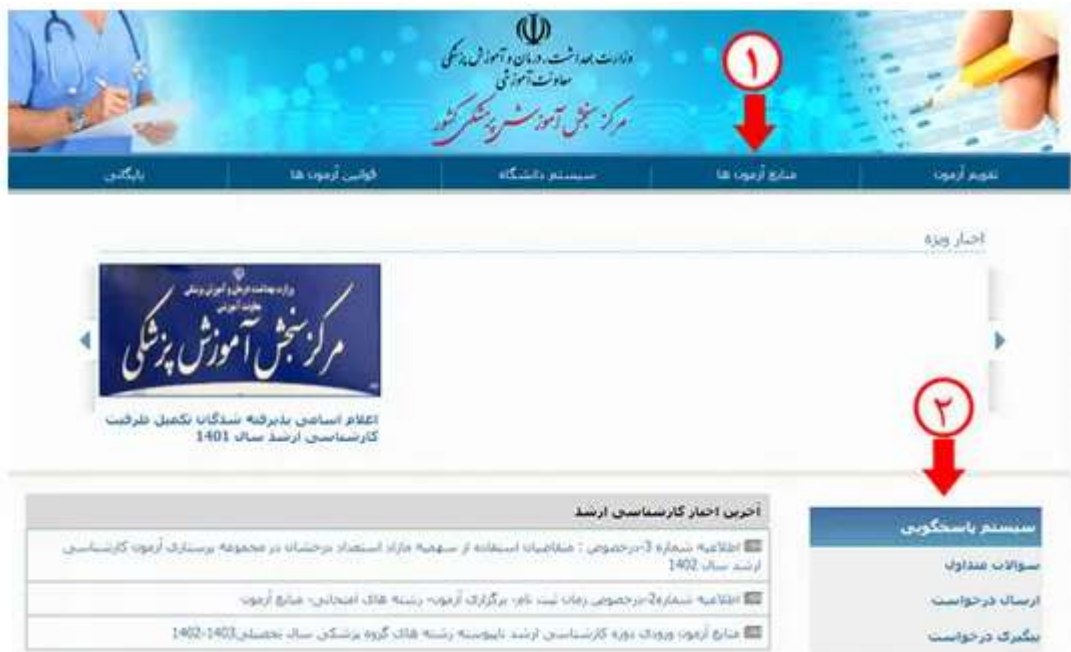 وزارت بهداشت، درمان و آموزش پزشکی
معاونت آموزشی
مرکز سنجش آموزش پزشکی کشور
۱
تقویم آزمون
منابع آزمون ها
سیستم دانشگاه
قوانین آزمون ها
بایگانی
اخبار ویژه
وزارت بهداشت درمان و آموزش پزشکی
معاونت آموزشی
مرکز سنجش آموزش پزشکی
اعلام اسامی پذیرفته شدگان تکمیل ظرفیت
کارشناسی ارشد سال 1401
۲
سیستم پاسخگویی
سوالات متداول
ارسال درخواست
پیگیری درخواست
آخرین اخبار کارشناسی ارشد
اطلاعیه شماره 3-درخصوص : متقاضیان استفاده از سهمیه مازاد استعداد درخشان در مجموعه پرستاری آزمون کارشناسی
ارشد سال 1402
اطلاعیه شماره2-درخصوص زمان ثبت نام- برگزاری آزمون- رشته های امتحانی- منابع آزمون
منابع آزمون ورودی دوره کارشناسی ارشد ناپیوسته رشته های گروه پزشکی سال تحصیلی1403-1402